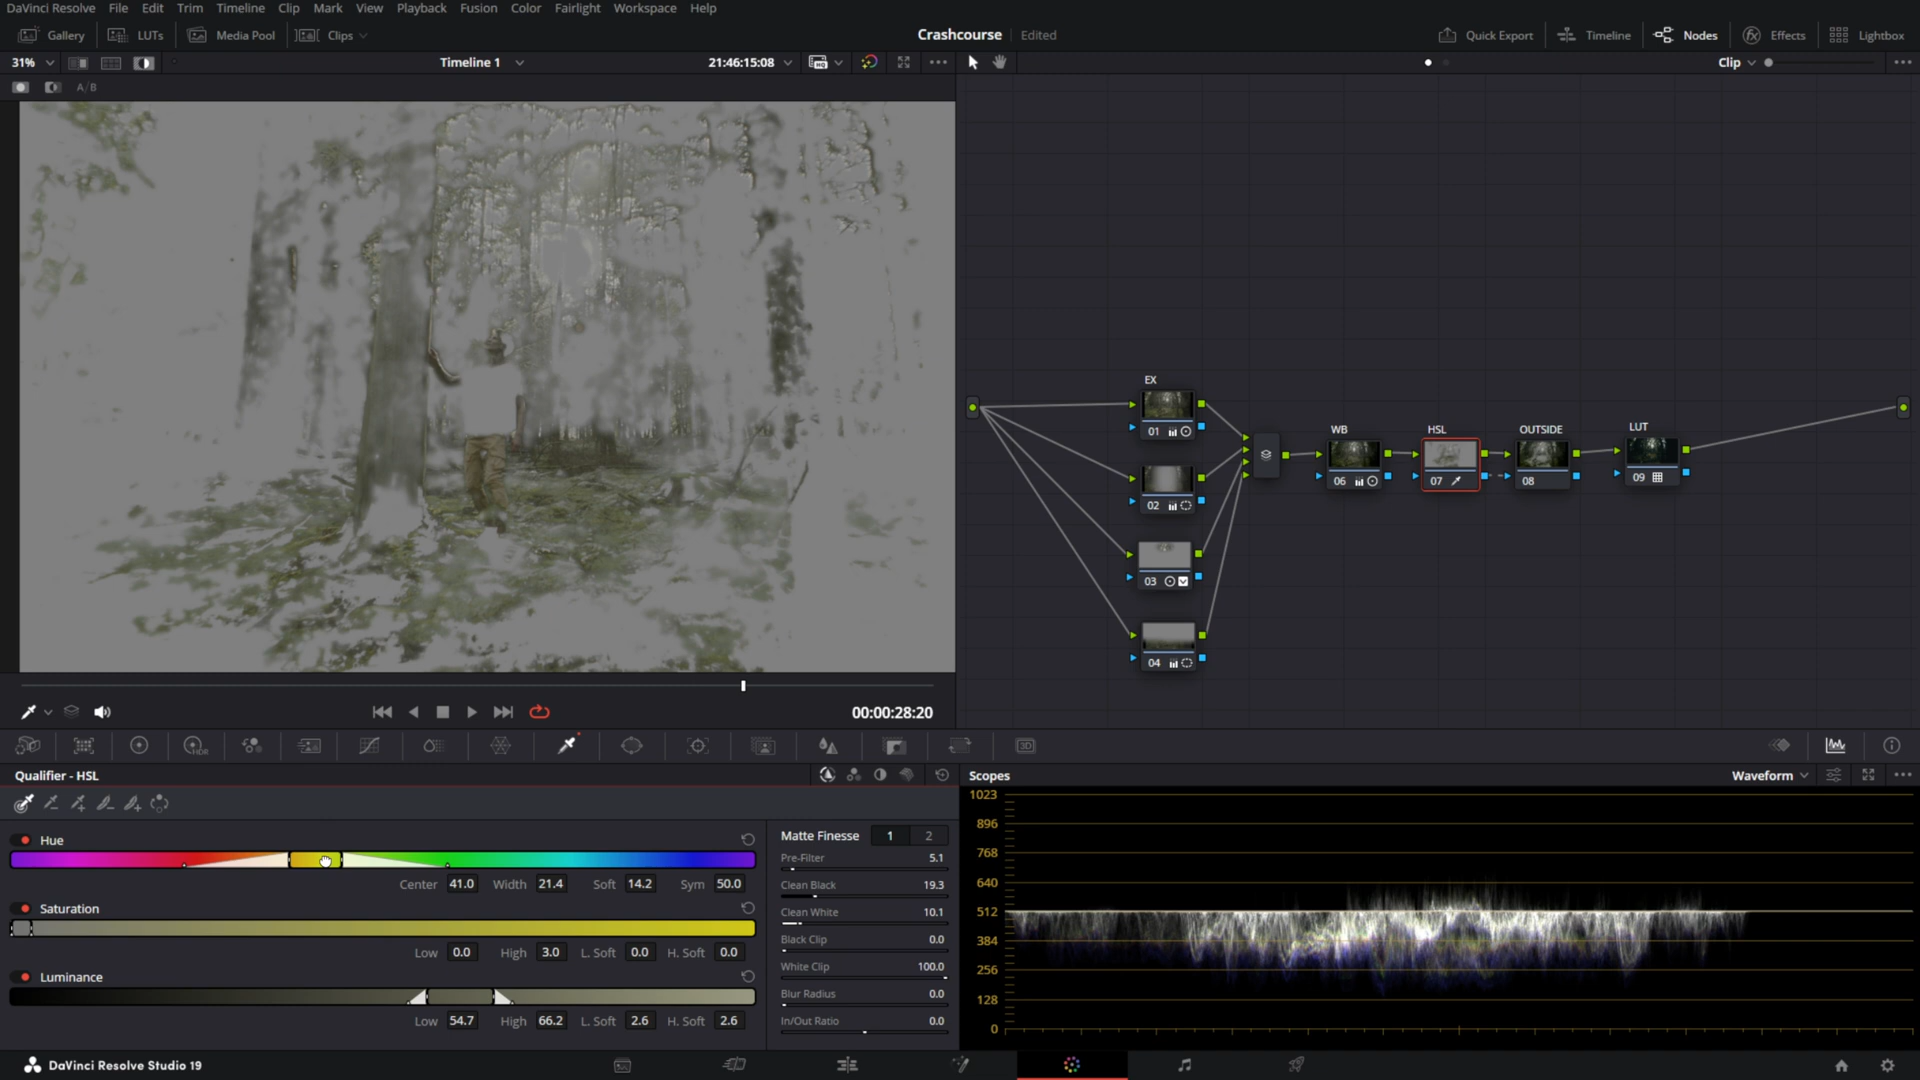 DaVinci Resolve File Edit Trim Timeline Clip Mark View Playback Fusion Color Fairlight Workspace Help
Gallery LUTs Media Pool Clips Crashcourse Edited Quick Export Timeline Nodes Effects Lightbox
31% Timeline 1 21:46:15:08 Clip
A/B
EX
01
02
03
04
WB
06
HSL
07
OUTSIDE
08
LUT
09
00:00:28:20
HDR
3D
Qualifier - HSL
Hue
Center 41.0 Width 21.4 Soft 14.2 Sym 50.0
Saturation
Low 0.0 High 3.0 L. Soft 0.0 H. Soft 0.0
Luminance
Low 54.7 High 66.2 L. Soft 2.6 H. Soft 2.6
Matte Finesse 1 2
Pre-Filter 5.1
Clean Black 19.3
Clean White 10.1
Black Clip 0.0
White Clip 100.0
Blur Radius 0.0
In/Out Ratio 0.0
Scopes Waveform
1023
896
768
640
512
384
256
128
0
DaVinci Resolve Studio 19